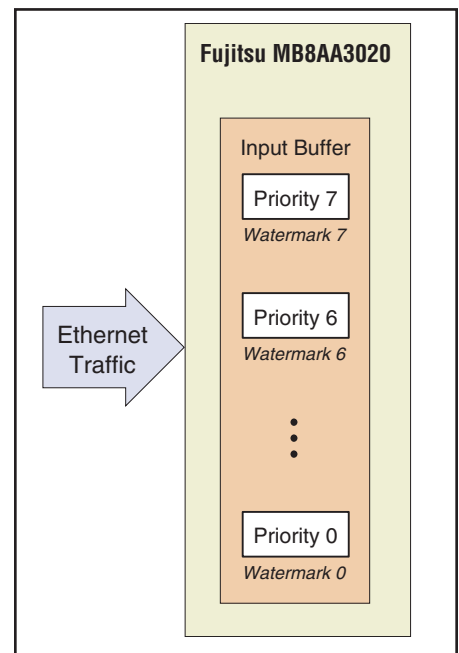 Fujitsu MB8AA3020
Input Buffer
Priority 7
Watermark 7
Priority 6
Watermark 6
Ethernet
Traffic
Priority 0
Watermark 0